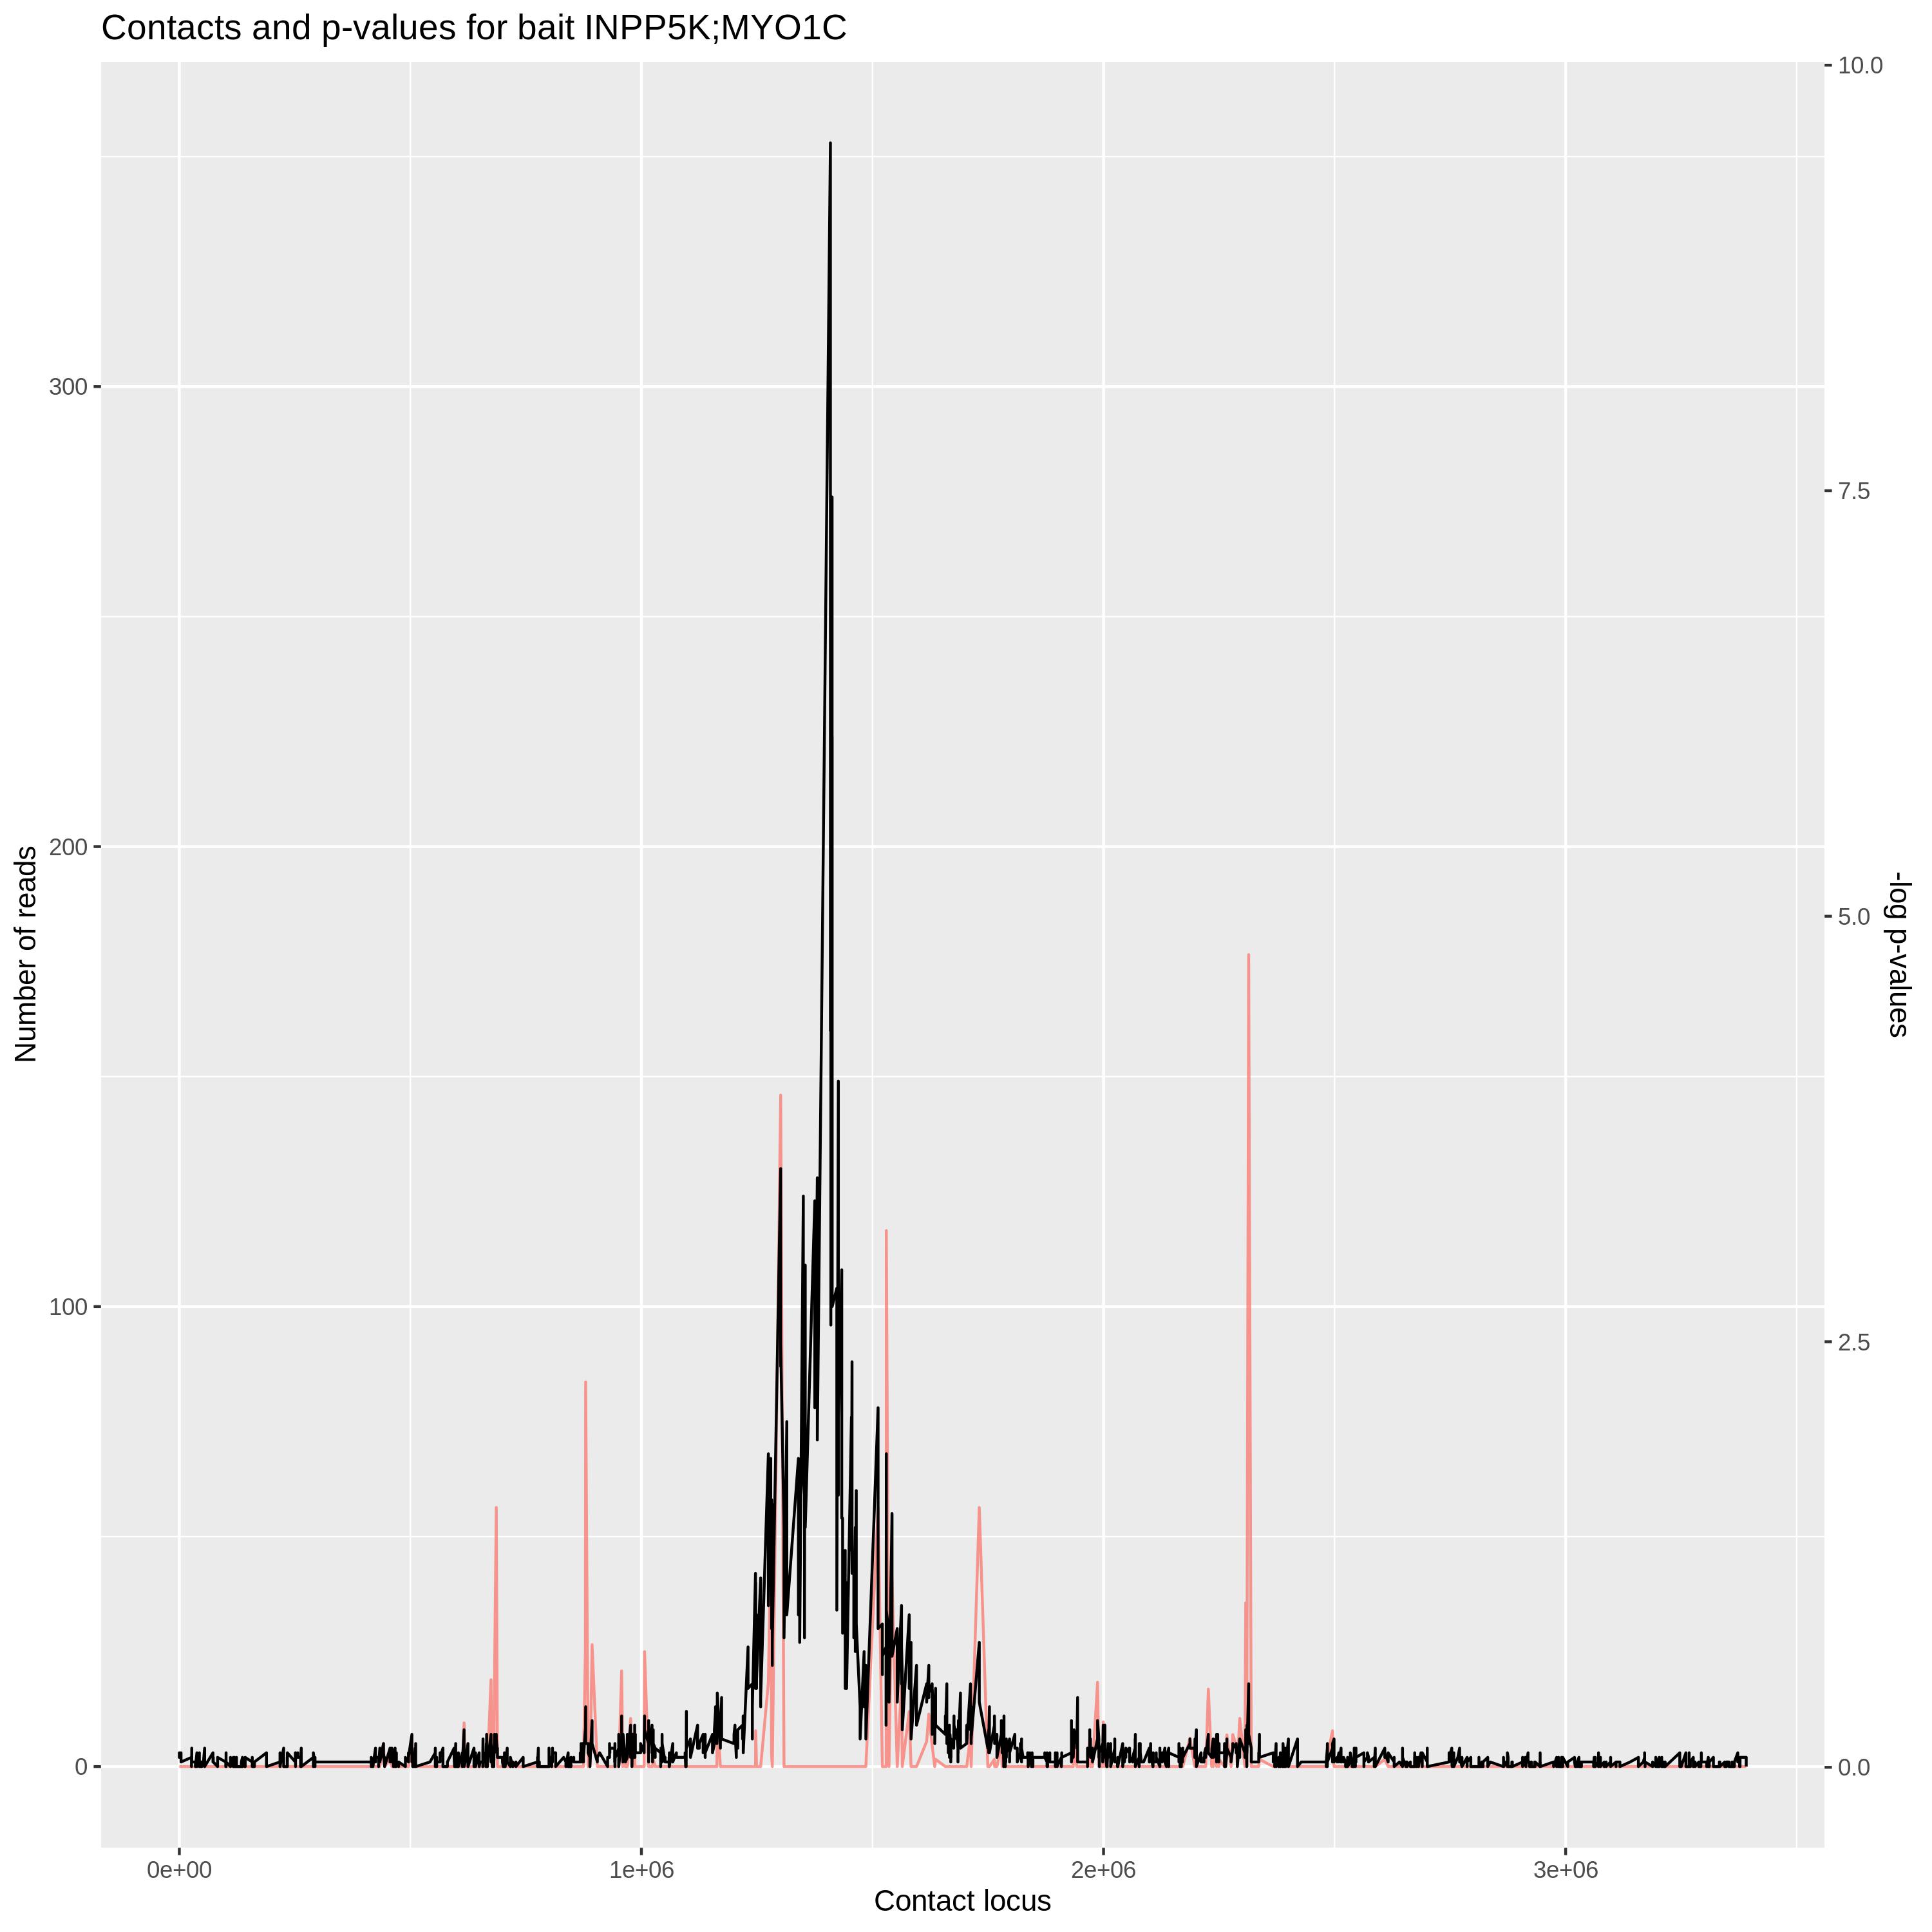 Contacts and p-values for bait INPP5K;MYO1C
300
200
100
0
Number of reads
10.0
7.5
5.0
2.5
0.0
-log p-values
0e+00
1e+06
2e+06
3e+06
Contact locus